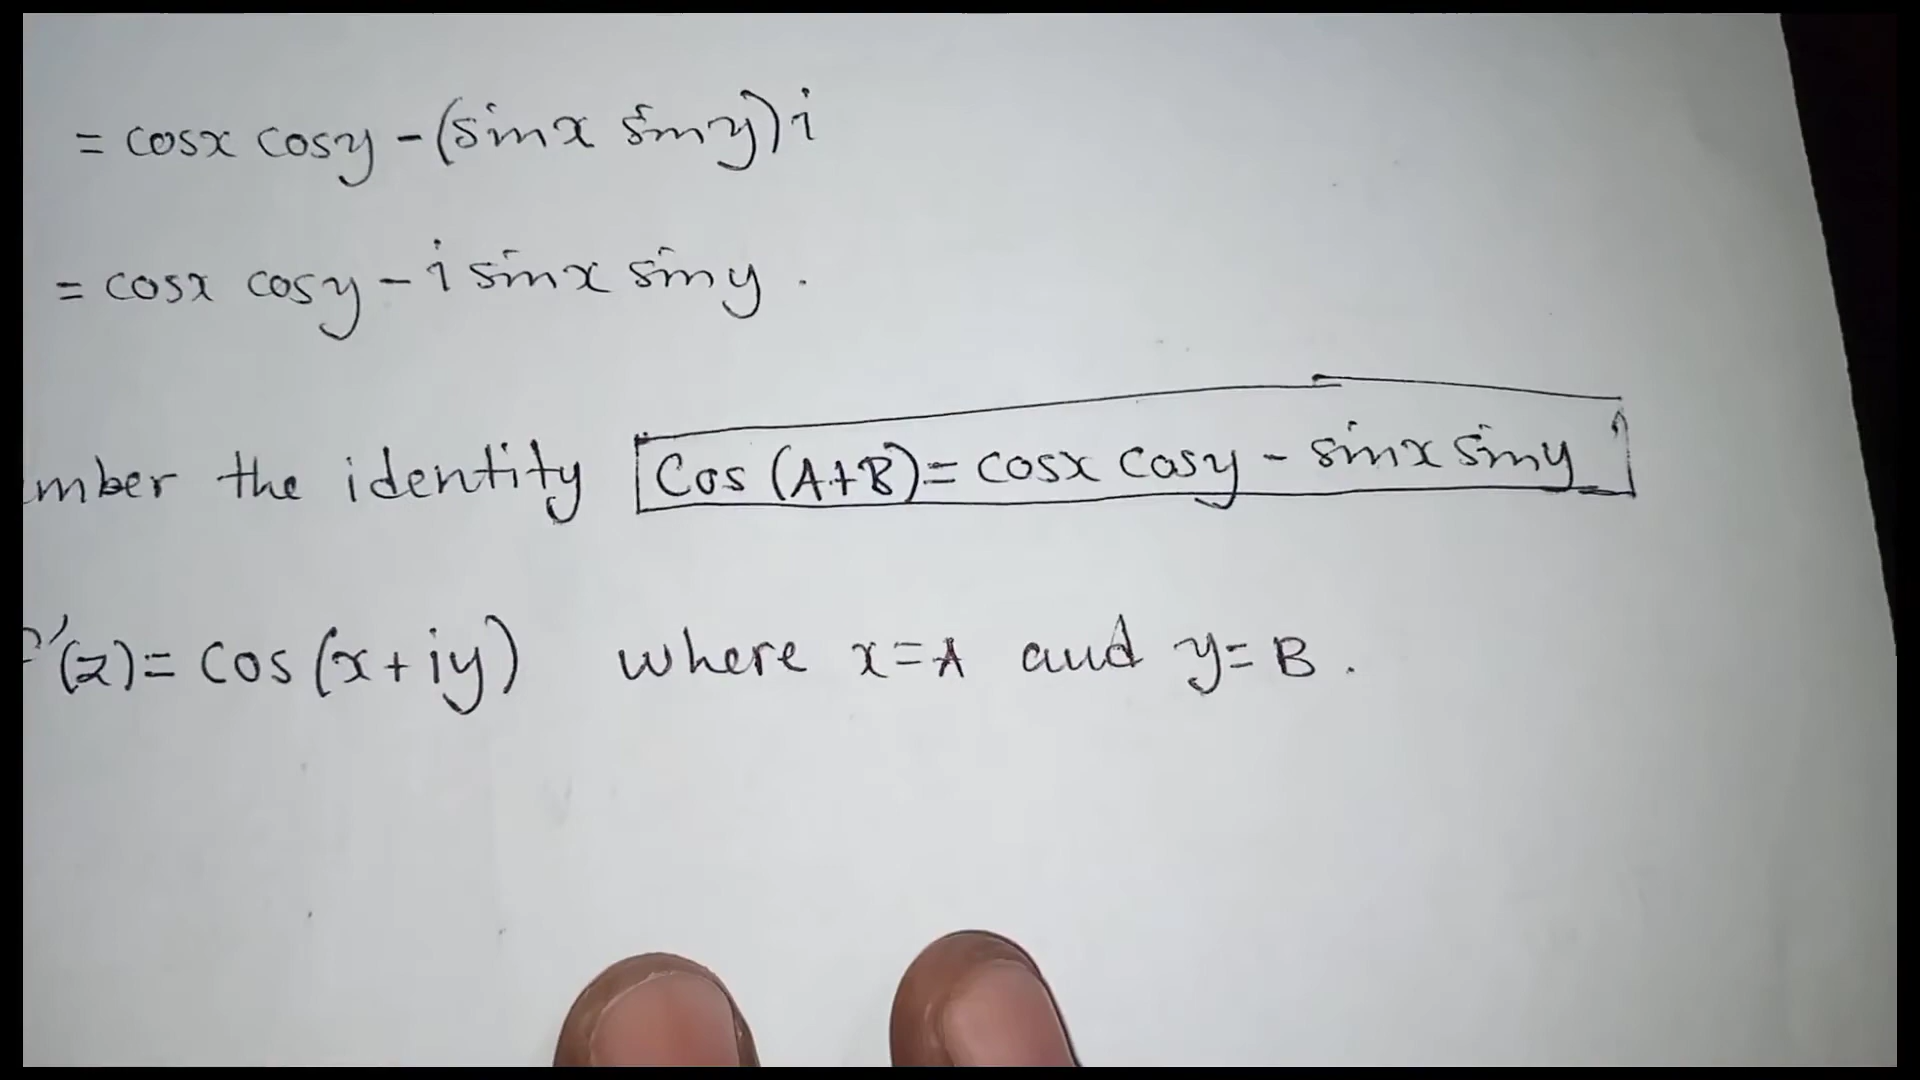 = cosx cosy - (sinx siny) i
= cosx cosy - i sinx siny .
mber the identity Cos (A+B) = cosx cosy - sinx siny
'(z) = cos (x + iy) where x = A and y = B .